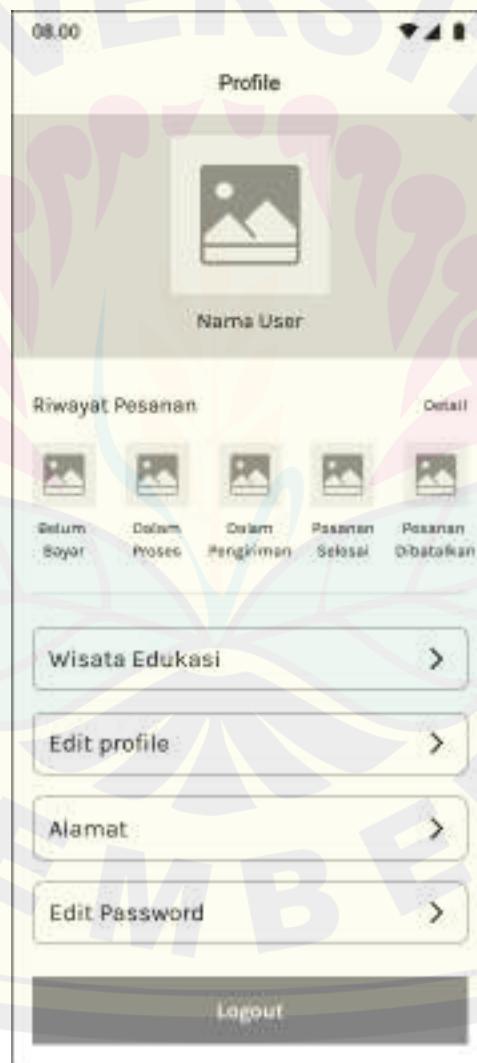 08.00
Profile
Nama User
Riwayat Pesanan
Detail
Belum Bayar
Dalam Proses
Dalam Pengiriman
Pesanan Selesai
Pesanan Dibatalkan
Wisata Edukasi
Edit profile
Alamat
Edit Password
Logout